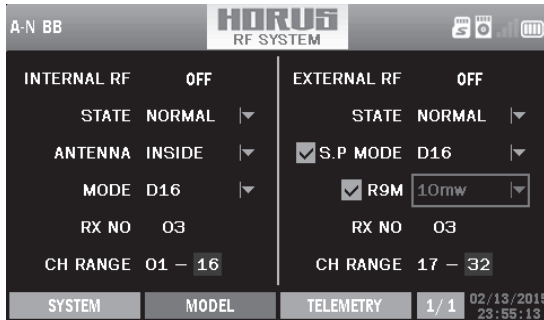 A-N BB HORUS
RF SYSTEM
INTERNAL RF OFF
STATE NORMAL
ANTENNA INSIDE
MODE D16
RX NO 03
CH RANGE 01 – 16
EXTERNAL RF OFF
STATE NORMAL
S.P MODE D16
R9M 10mw
RX NO 03
CH RANGE 17 – 32
SYSTEM MODEL TELEMETRY 1/1 02/13/2015
23:55:13